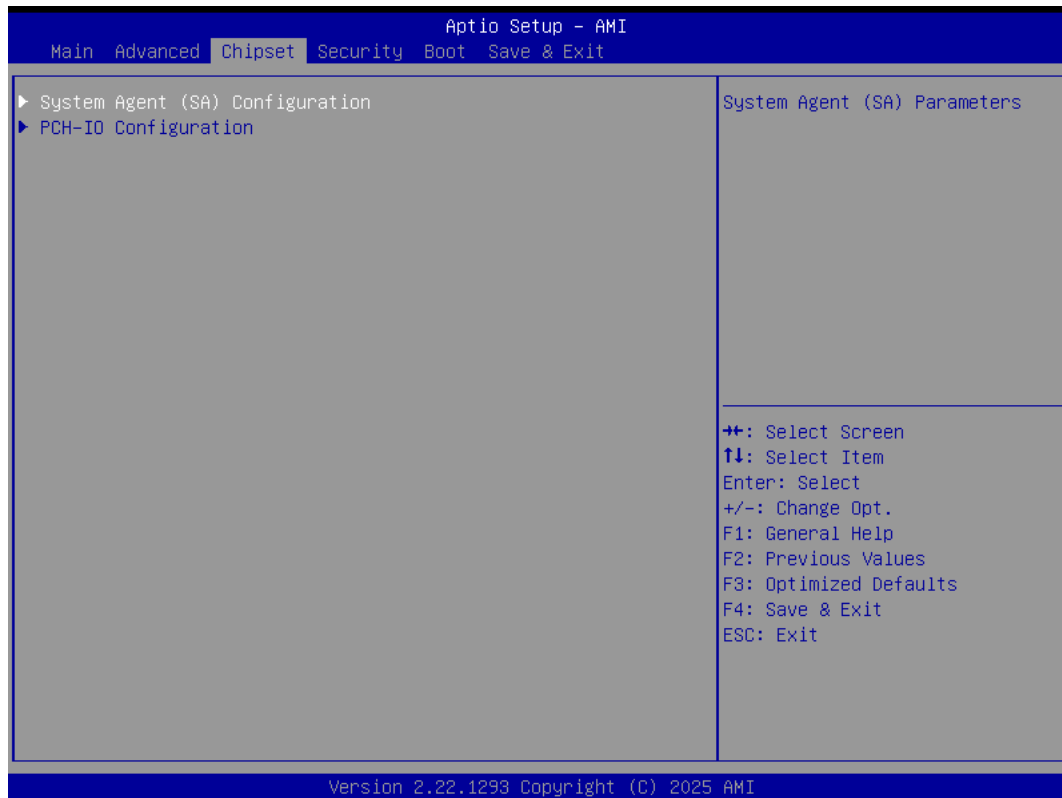 Aptio Setup – AMI
Main Advanced Chipset Security Boot Save & Exit
▶ System Agent (SA) Configuration
▶ PCH-IO Configuration
System Agent (SA) Parameters
→←: Select Screen
↑↓: Select Item
Enter: Select
+/-: Change Opt.
F1: General Help
F2: Previous Values
F3: Optimized Defaults
F4: Save & Exit
ESC: Exit
Version 2.22.1293 Copyright (C) 2025 AMI